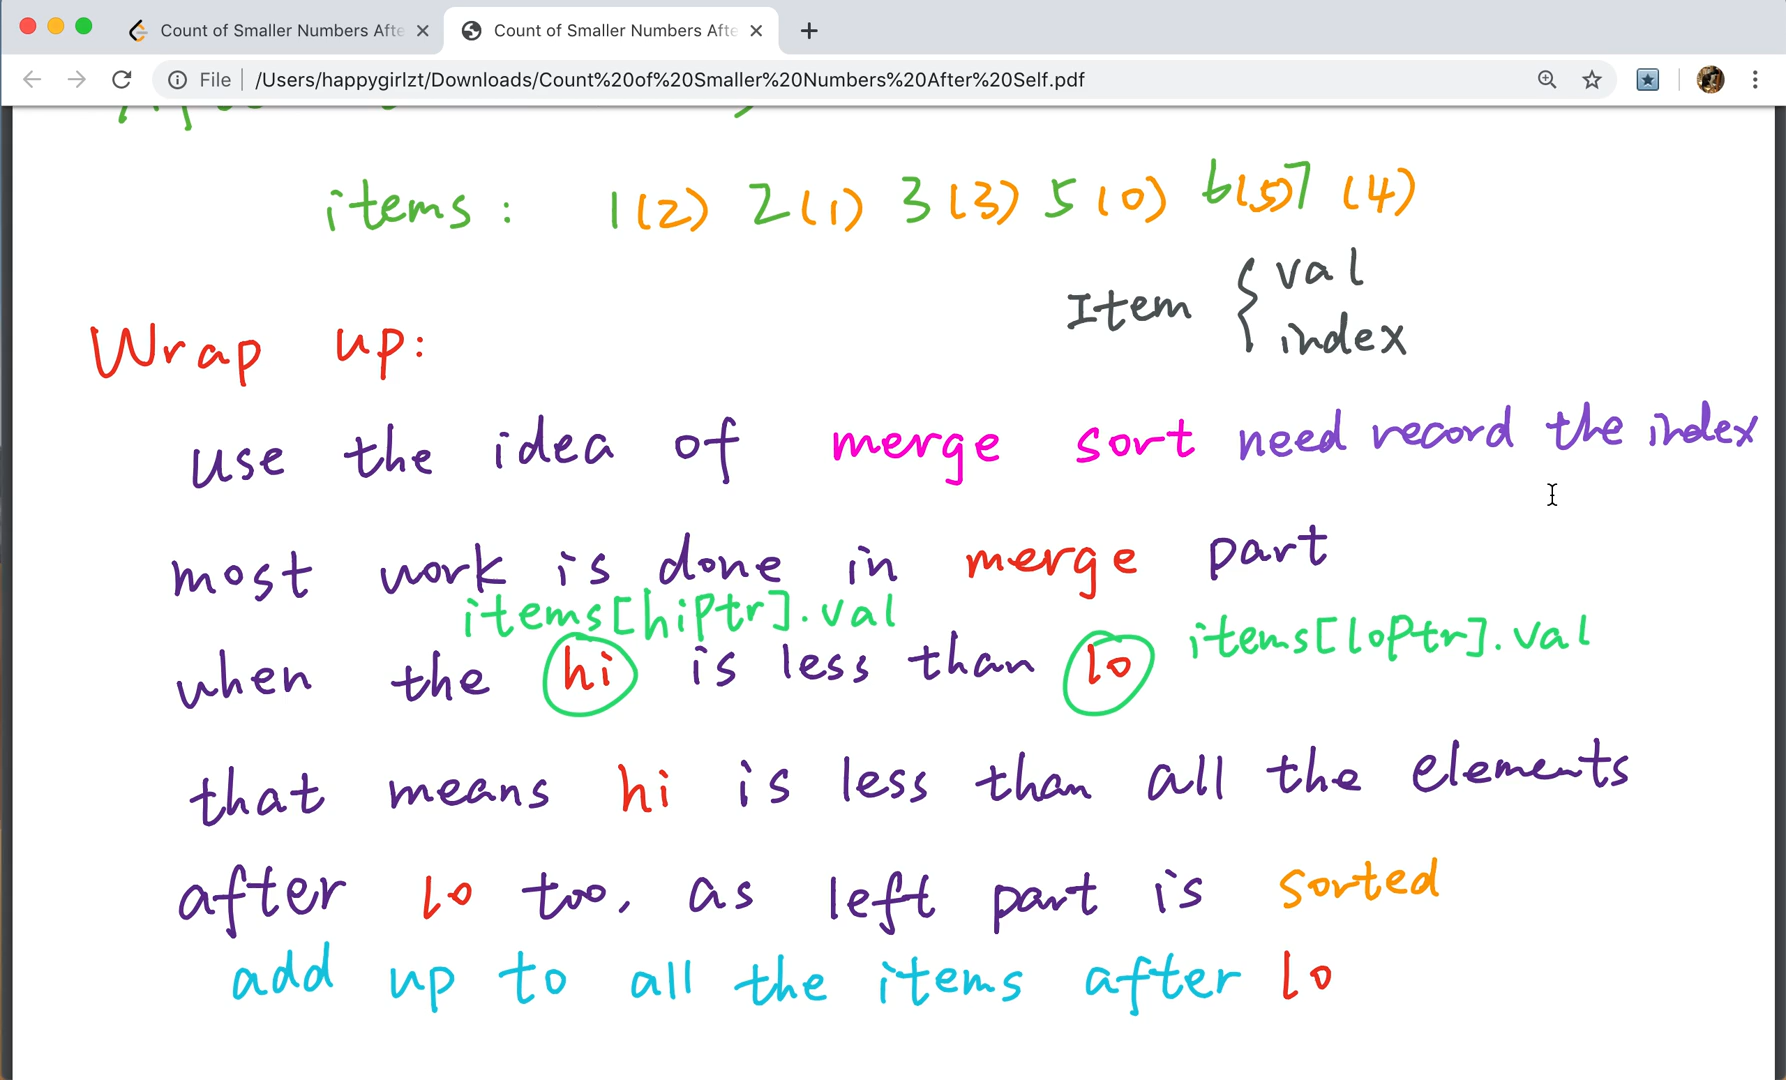 Count of Smaller Numbers Afte
Count of Smaller Numbers Afte
File /Users/happygirlzt/Downloads/Count%20of%20Smaller%20Numbers%20After%20Self.pdf
items: 1(2) 2(1) 3(3) 5(0) 6(5) 7(4)
Item { val
index
Wrap up:
use the idea of merge sort need record the index
most work is done in merge part
items[hiPtr].val
items[loPtr].val
when the hi is less than lo
that means hi is less than all the elements
after lo too, as left part is sorted
add up to all the items after lo